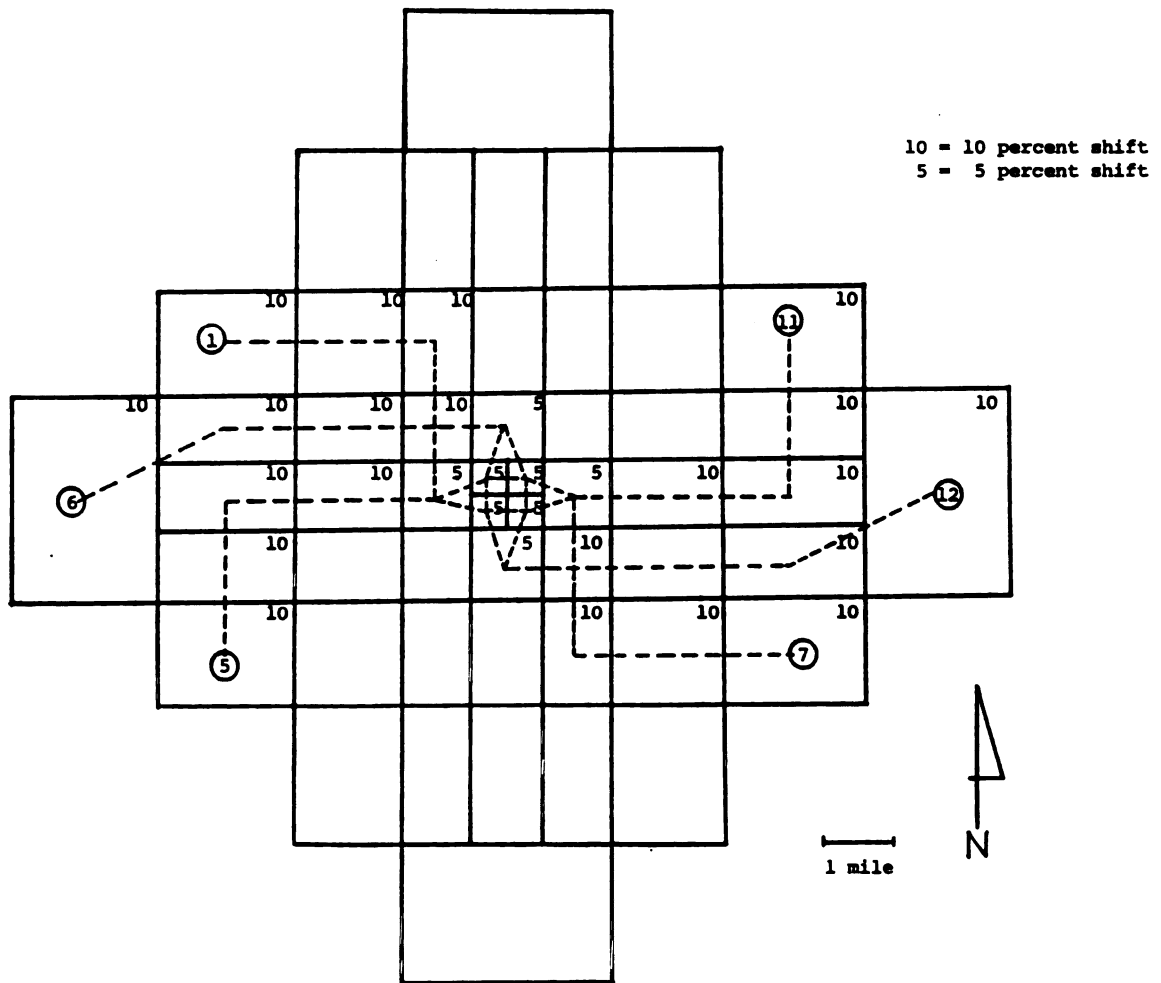 10 = 10 percent shift
5 = 5 percent shift
10 10 10 10
1 11
10 10 10 10 5 10 10
10 10 5 5 5 5 10 10
6 12
5 5
10 5 10 10
10 10 10 10
5 7
1 mile
N